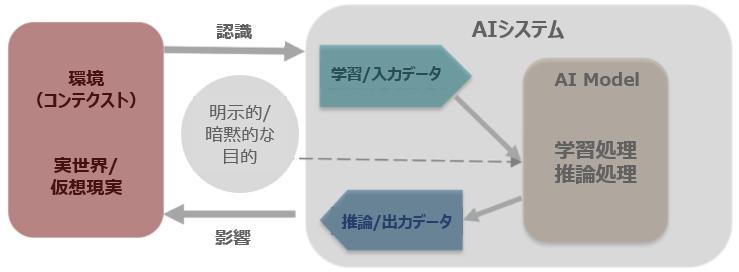 認識
AIシステム
環境
（コンテクスト）
実世界/
仮想現実
明示的/
暗黙的な
目的
学習/入力データ
AI Model
学習処理
推論処理
推論/出力データ
影響